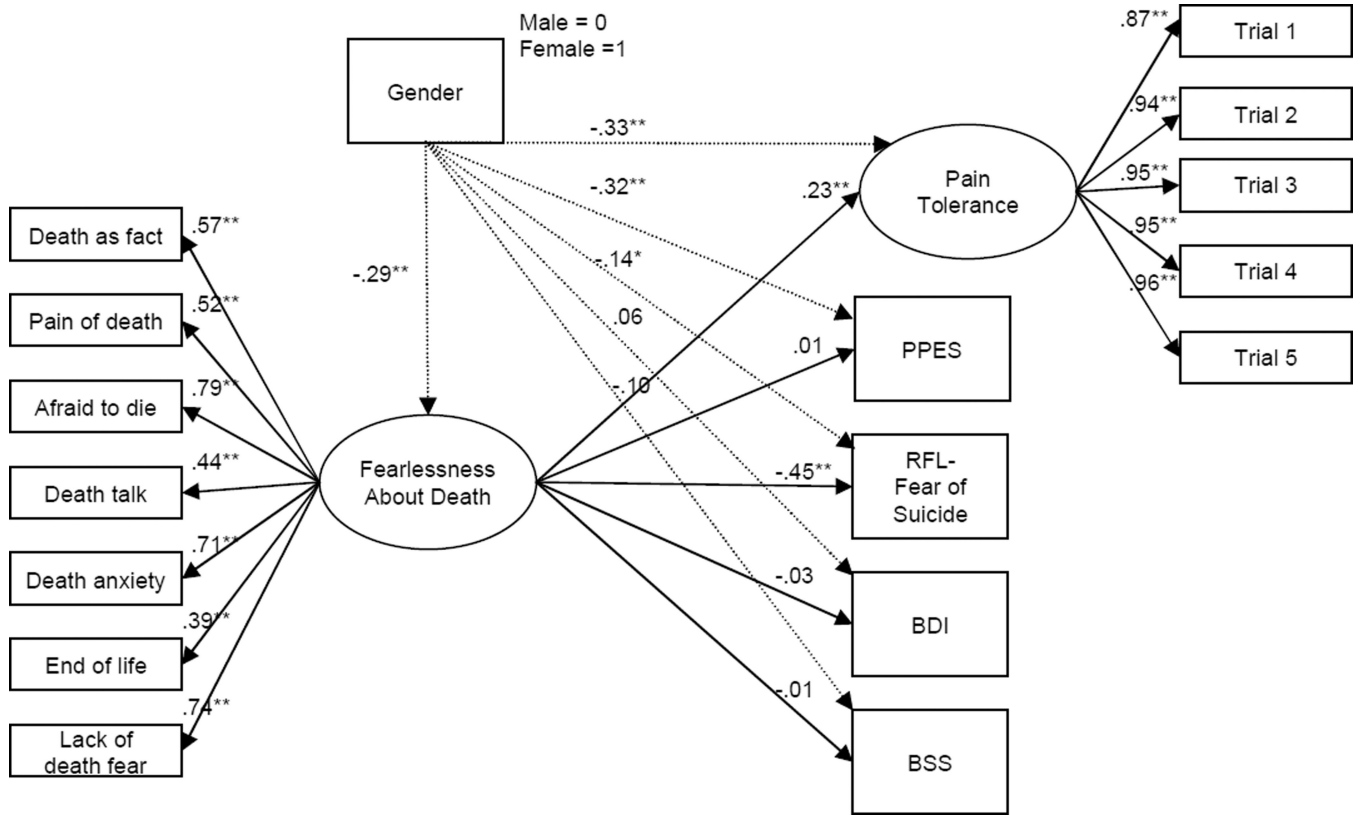 Male = 0
Female =1
Gender
-.33**
-.32**
-.29**
-.14*
.06
-.10
.23**
.01
-.45**
-.03
-.01
Pain
Tolerance
.87**
.94**
.95**
.95**
.96**
Trial 1
Trial 2
Trial 3
Trial 4
Trial 5
Death as fact
Pain of death
Afraid to die
Death talk
Death anxiety
End of life
Lack of
death fear
.57**
.52**
.79**
.44**
.71**
.39**
.74**
Fearlessness
About Death
PPES
RFL-
Fear of
Suicide
BDI
BSS